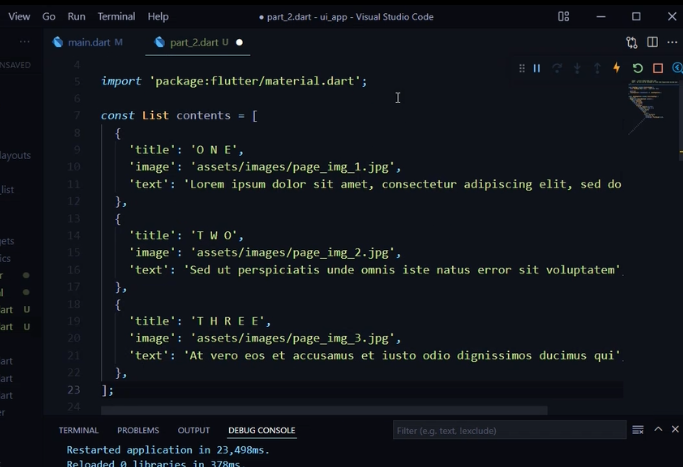 View Go Run Terminal Help
● part_2.dart - ui_app - Visual Studio Code
main.dart M
part_2.dart U ●
NSAVED
4
5 import 'package:flutter/material.dart';
6
7 const List contents = [
8 {
9 'title': 'O N E',
10 'image': 'assets/images/page_img_1.jpg',
11 'text': 'Lorem ipsum dolor sit amet, consectetur adipiscing elit, sed do
12 },
13 {
14 'title': 'T W O',
15 'image': 'assets/images/page_img_2.jpg',
16 'text': 'Sed ut perspiciatis unde omnis iste natus error sit voluptatem'
17 },
18 {
19 'title': 'T H R E E',
20 'image': 'assets/images/page_img_3.jpg',
21 'text': 'At vero eos et accusamus et iusto odio dignissimos ducimus qui'
22 },
23 ];
24
layouts
_list
gets
ics
r
l
art U
art U
art
art
art
er
TERMINAL PROBLEMS OUTPUT DEBUG CONSOLE
Filter (e.g. text, !exclude)
Restarted application in 23,498ms.
Reloaded 0 libraries in 378ms.